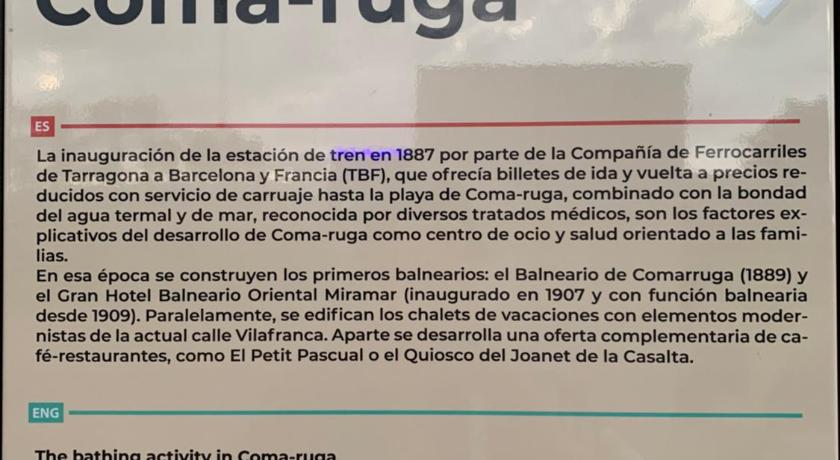 Coma-ruga
ES
La inauguración de la estación de tren en 1887 por parte de la Compañía de Ferrocarriles
de Tarragona a Barcelona y Francia (TBF), que ofrecía billetes de ida y vuelta a precios re-
ducidos con servicio de carruaje hasta la playa de Coma-ruga, combinado con la bondad
del agua termal y de mar, reconocida por diversos tratados médicos, son los factores ex-
plicativos del desarrollo de Coma-ruga como centro de ocio y salud orientado a las fami-
lias.
En esa época se construyen los primeros balnearios: el Balneario de Comarruga (1889) y
el Gran Hotel Balneario Oriental Miramar (inaugurado en 1907 y con función balnearia
desde 1909). Paralelamente, se edifican los chalets de vacaciones con elementos moder-
nistas de la actual calle Vilafranca. Aparte se desarrolla una oferta complementaria de ca-
fé-restaurantes, como El Petit Pascual o el Quiosco del Joanet de la Casalta.
ENG
The bathing activity in Coma-ruga